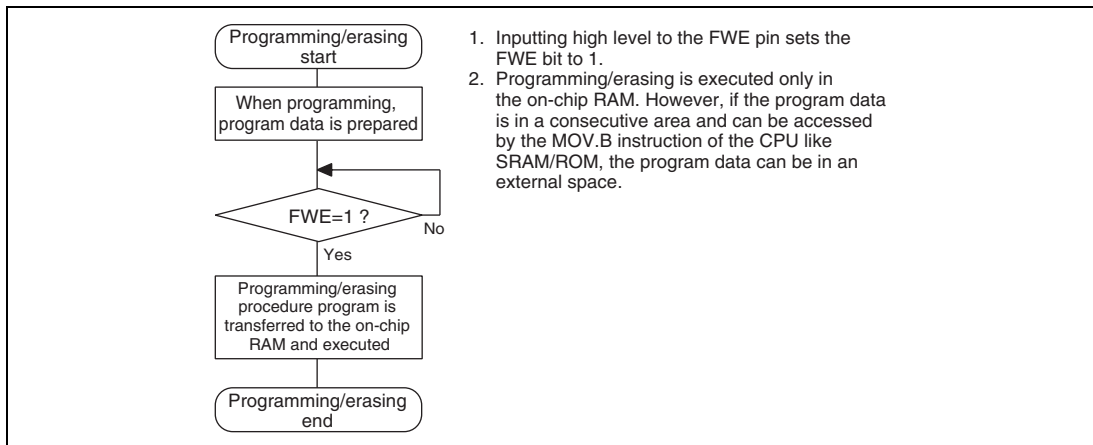 Programming/erasing
start
When programming,
program data is prepared
FWE=1 ?
No
Yes
Programming/erasing
procedure program is
transferred to the on-chip
RAM and executed
Programming/erasing
end
1. Inputting high level to the FWE pin sets the
FWE bit to 1.
2. Programming/erasing is executed only in
the on-chip RAM. However, if the program data
is in a consecutive area and can be accessed
by the MOV.B instruction of the CPU like
SRAM/ROM, the program data can be in an
external space.